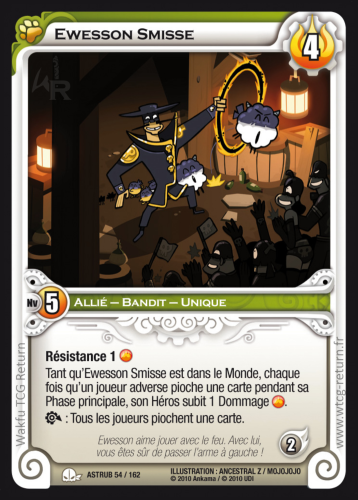 Ewesson Smisse
4
Nv 5
Allié – Bandit – Unique
Résistance 1
Tant qu'Ewesson Smisse est dans le Monde, chaque
fois qu'un joueur adverse pioche une carte pendant sa
Phase principale, son Héros subit 1 Dommage .
: Tous les joueurs piochent une carte.
Ewesson aime jouer avec le feu. Avec lui,
vous êtes sûr de passer l'arme à gauche !
2
Wakfu TCG Return
www.wtcg-return.fr
ASTRUB 54 / 162
ILLUSTRATION : ANCESTRAL Z / MOJOJOJO
© 2010 Ankama / © 2010 UDI